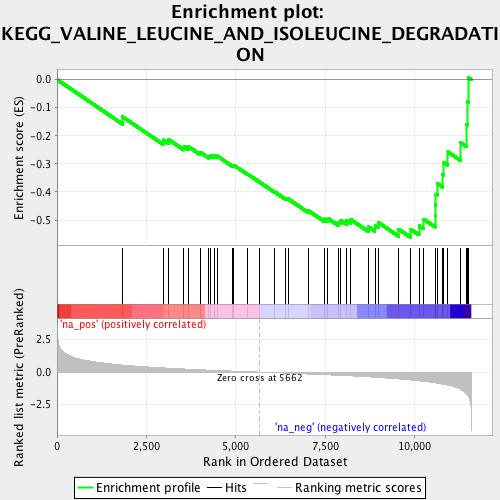 Enrichment plot:
KEGG_VALINE_LEUCINE_AND_ISOLEUCINE_DEGRADATI
ON
Enrichment score (ES)
0.0
-0.1
-0.2
-0.3
-0.4
-0.5
Ranked list metric (PreRanked)
'na_pos' (positively correlated)
2.5
0.0
-2.5
Zero cross at 5662
'na_neg' (negatively correlated)
0
2,500
5,000
7,500
10,000
Rank in Ordered Dataset
Enrichment profile
Hits
Ranking metric scores